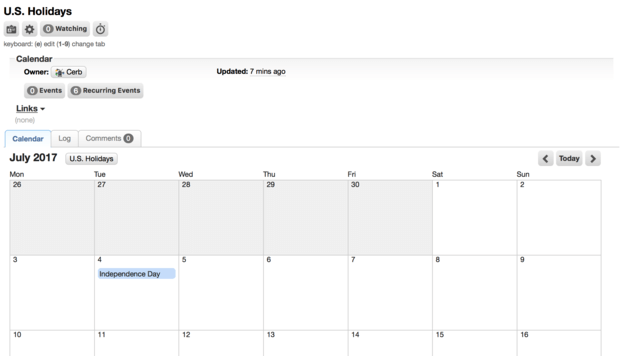 U.S. Holidays
0 Watching
keyboard: (e) edit (1-9) change tab
Calendar
Owner: Cerb Updated: 7 mins ago
0 Events 6 Recurring Events
Links
(none)
Calendar Log Comments 0
July 2017 U.S. Holidays Today
Mon Tue Wed Thu Fri Sat Sun
26 27 28 29 30 1 2
3 4 5 6 7 8 9
Independence Day
10 11 12 13 14 15 16